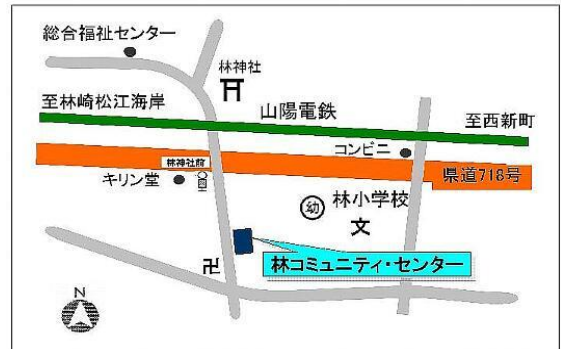 総合福祉センター
林神社
至林崎松江海岸
山陽電鉄
至西新町
コンビニ
林神社前
キリン堂
県道718号
幼
林小学校
文
林コミュニティ・センター
N